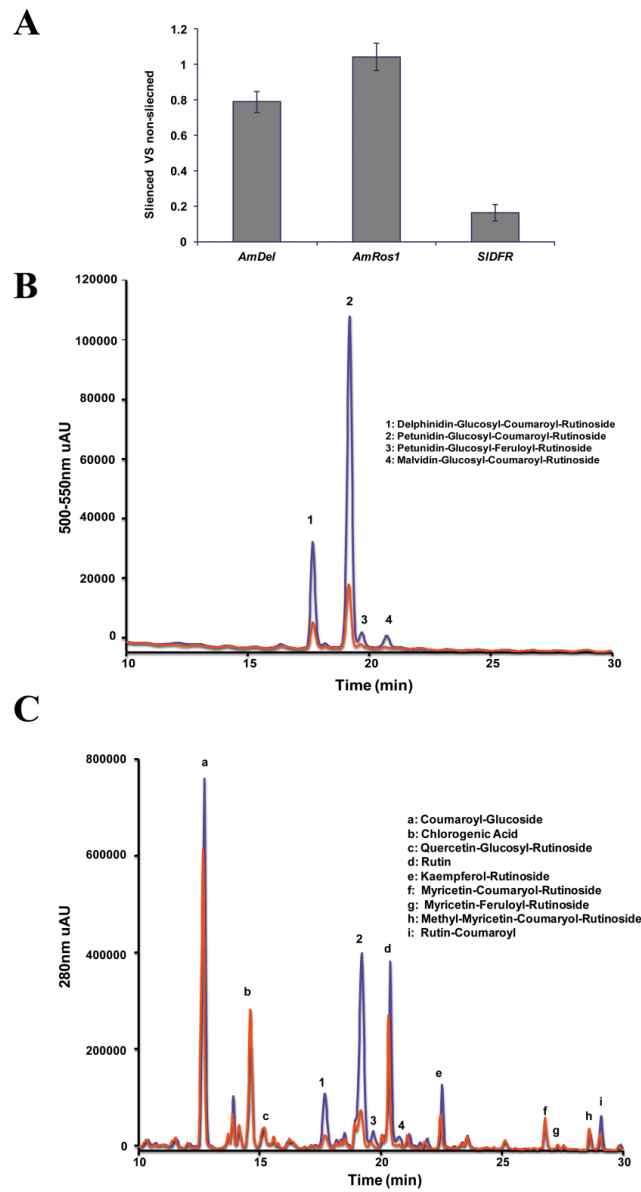 A
Slienced VS non-sliecned
1.2
1
0.8
0.6
0.4
0.2
0
AmDel
AmRos1
SlDFR
B
500-550nm uAU
120000
100000
80000
60000
40000
20000
0
1
2
3
4
1: Delphinidin-Glucosyl-Coumaroyl-Rutinoside
2: Petunidin-Glucosyl-Coumaroyl-Rutinoside
3: Petunidin-Glucosyl-Feruloyl-Rutinoside
4: Malvidin-Glucosyl-Coumaroyl-Rutinoside
10
15
20
25
30
Time (min)
C
280nm uAU
800000
600000
400000
200000
0
a
b
c
1
2
3
d
4
e
f
g
h
i
a: Coumaroyl-Glucoside
b: Chlorogenic Acid
c: Quercetin-Glucosyl-Rutinoside
d: Rutin
e: Kaempferol-Rutinoside
f: Myricetin-Coumaryol-Rutinoside
g: Myricetin-Feruloyl-Rutinoside
h: Methyl-Myricetin-Coumaryol-Rutinoside
i: Rutin-Coumaroyl
10
15
20
25
30
Time (min)